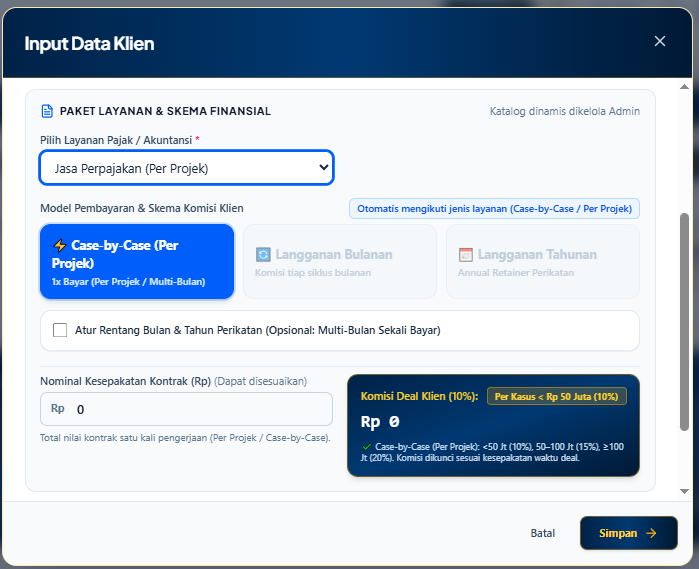 Input Data Klien
PAKET LAYANAN & SKEMA FINANSIAL
Katalog dinamis dikelola Admin
Pilih Layanan Pajak / Akuntansi *
Jasa Perpajakan (Per Projek)
Model Pembayaran & Skema Komisi Klien
Otomatis mengikuti jenis layanan (Case-by-Case / Per Projek)
Case-by-Case (Per
Projek)
1x Bayar (Per Projek / Multi-Bulan)
Langganan Bulanan
Komisi tiap siklus bulanan
Langganan Tahunan
Annual Retainer Perikatan
Atur Rentang Bulan & Tahun Perikatan (Opsional: Multi-Bulan Sekali Bayar)
Nominal Kesepakatan Kontrak (Rp) (Dapat disesuaikan)
Rp 0
Total nilai kontrak satu kali pengerjaan (Per Projek / Case-by-Case).
Komisi Deal Klien (10%):
Per Kasus < Rp 50 Juta (10%)
Rp 0
✓ Case-by-Case (Per Projek): <50 Jt (10%), 50–100 Jt (15%), ≥100
Jt (20%). Komisi dikunci sesuai kesepakatan waktu deal.
Batal
Simpan →